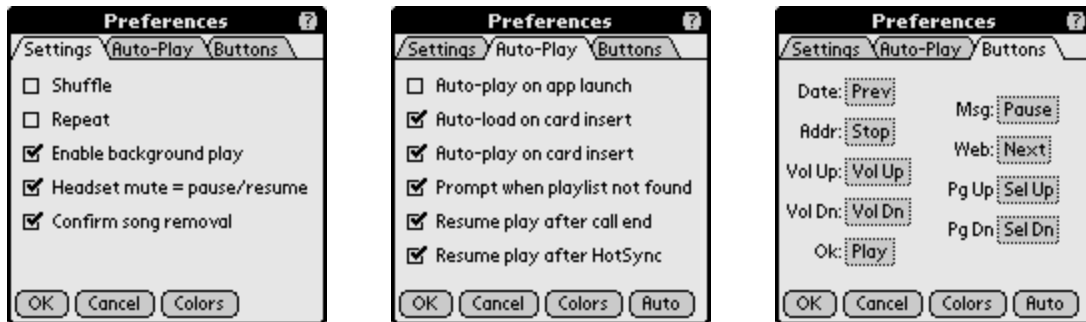 Preferences
Settings Auto-Play Buttons
Shuffle
Repeat
Enable background play
Headset mute = pause/resume
Confirm song removal
OK Cancel Colors
Preferences
Settings Auto-Play Buttons
Auto-play on app launch
Auto-load on card insert
Auto-play on card insert
Prompt when playlist not found
Resume play after call end
Resume play after HotSync
OK Cancel Colors Auto
Preferences
Settings Auto-Play Buttons
Date: Prev
Msg: Pause
Addr: Stop
Web: Next
Vol Up: Vol Up
Pg Up Sel Up
Vol Dn: Vol Dn
Pg Dn Sel Dn
Ok: Play
OK Cancel Colors Auto